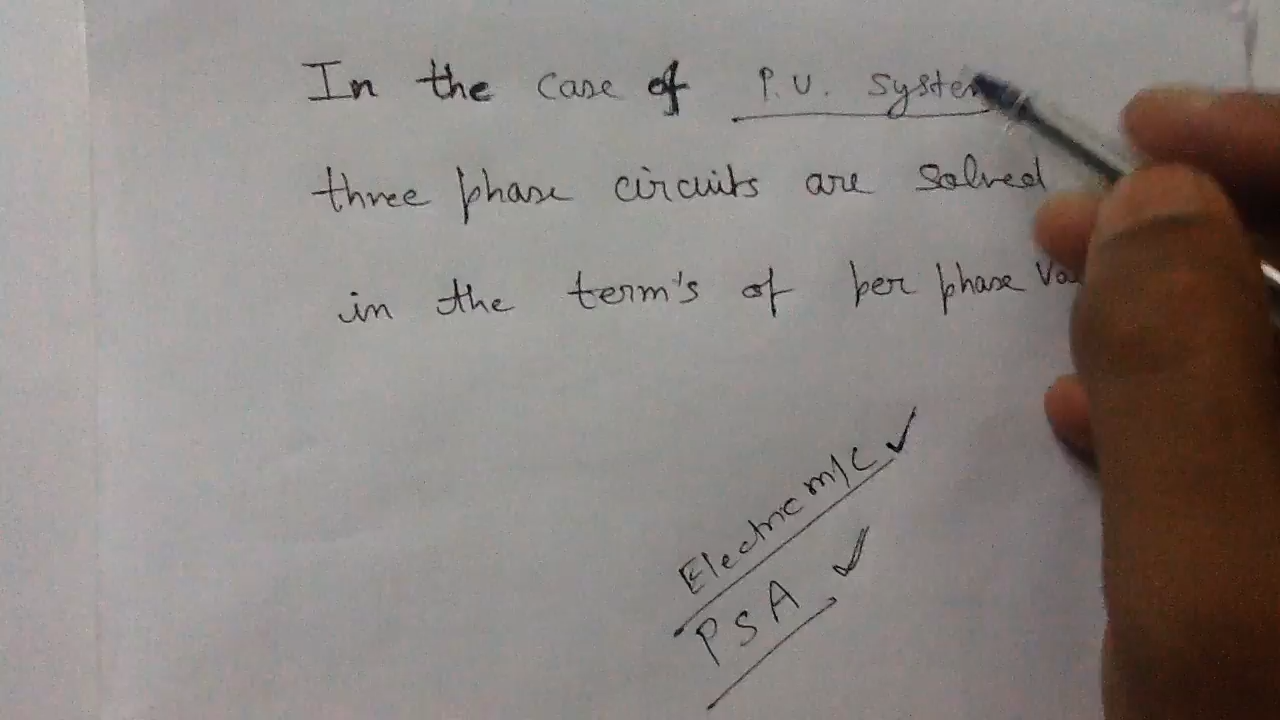 In the case of P.U. System
three phase circuits are solved
in the term's of per phase
Electric m/c ✓
PSA ✓